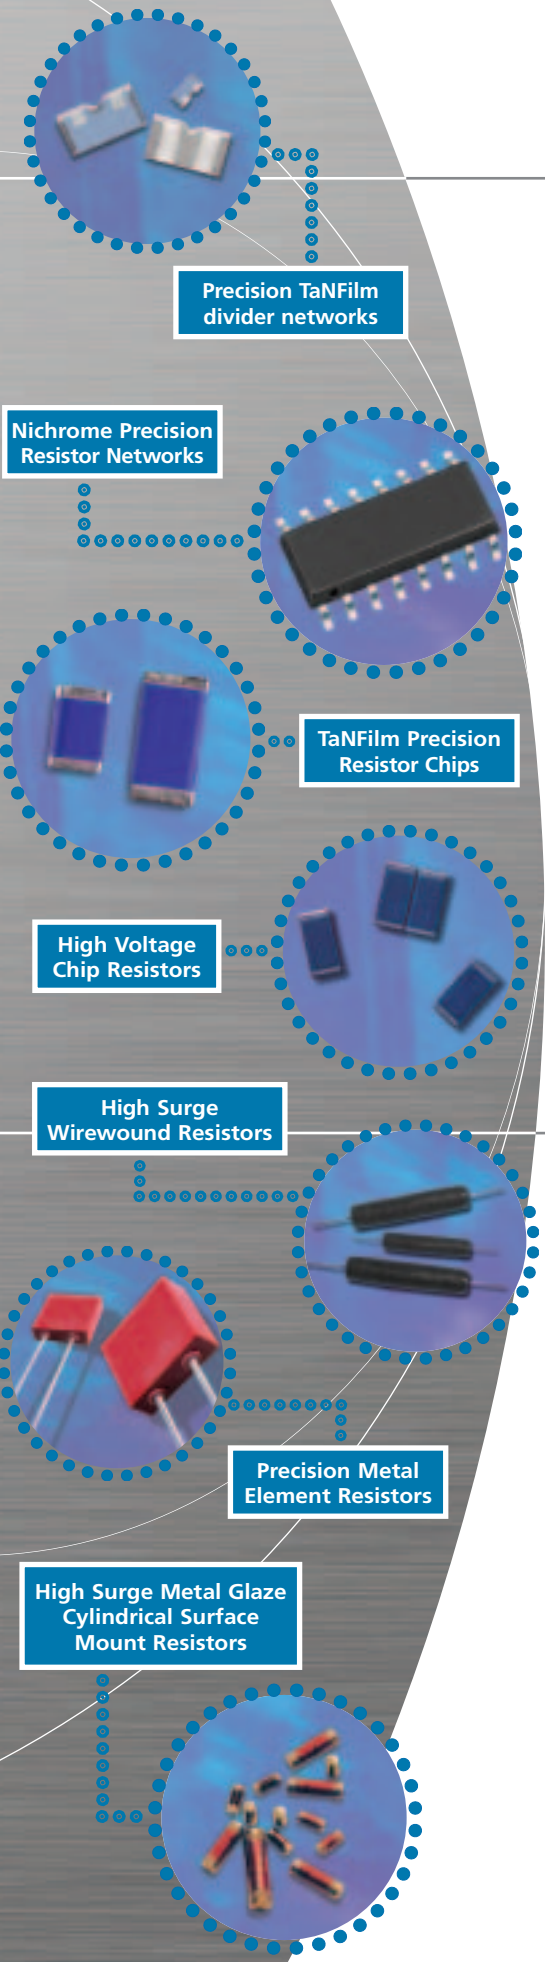 Precision TaNFilm
divider networks
Nichrome Precision
Resistor Networks
TaNFilm Precision
Resistor Chips
High Voltage
Chip Resistors
High Surge
Wirewound Resistors
Precision Metal
Element Resistors
High Surge Metal Glaze
Cylindrical Surface
Mount Resistors